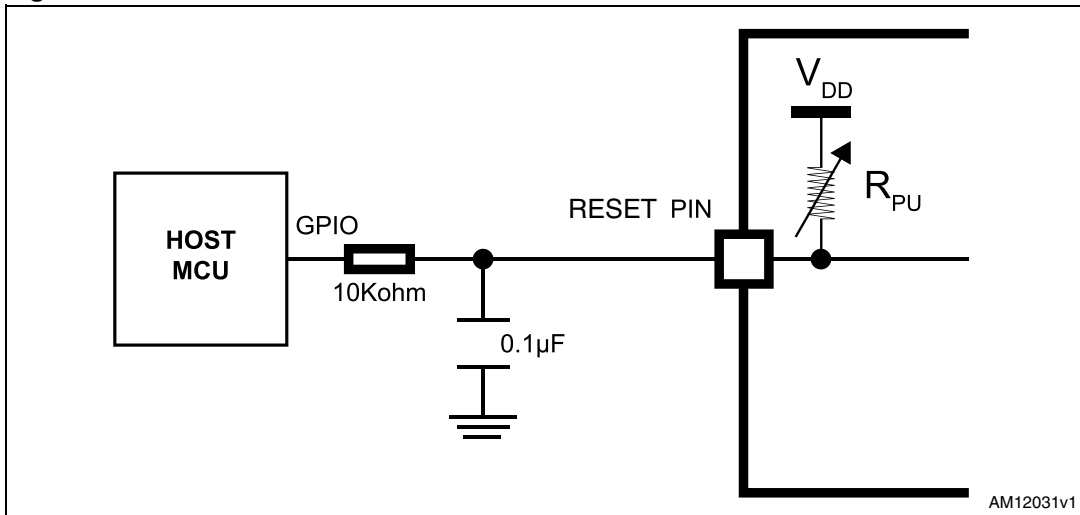 V DD
R PU
RESET PIN
GPIO
HOST
MCU
10Kohm
0.1µF
AM12031v1